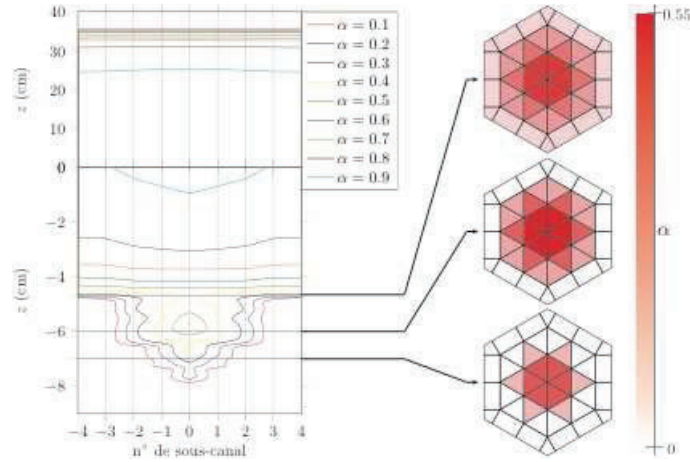 40
30
20
10
0
−2
−4
−6
−8
z (cm)
z (cm)
−4 −3 −2 −1 0 1 2 3 4
n° de sous-canal
α = 0.1
α = 0.2
α = 0.3
α = 0.4
α = 0.5
α = 0.6
α = 0.7
α = 0.8
α = 0.9
0.55
α
0